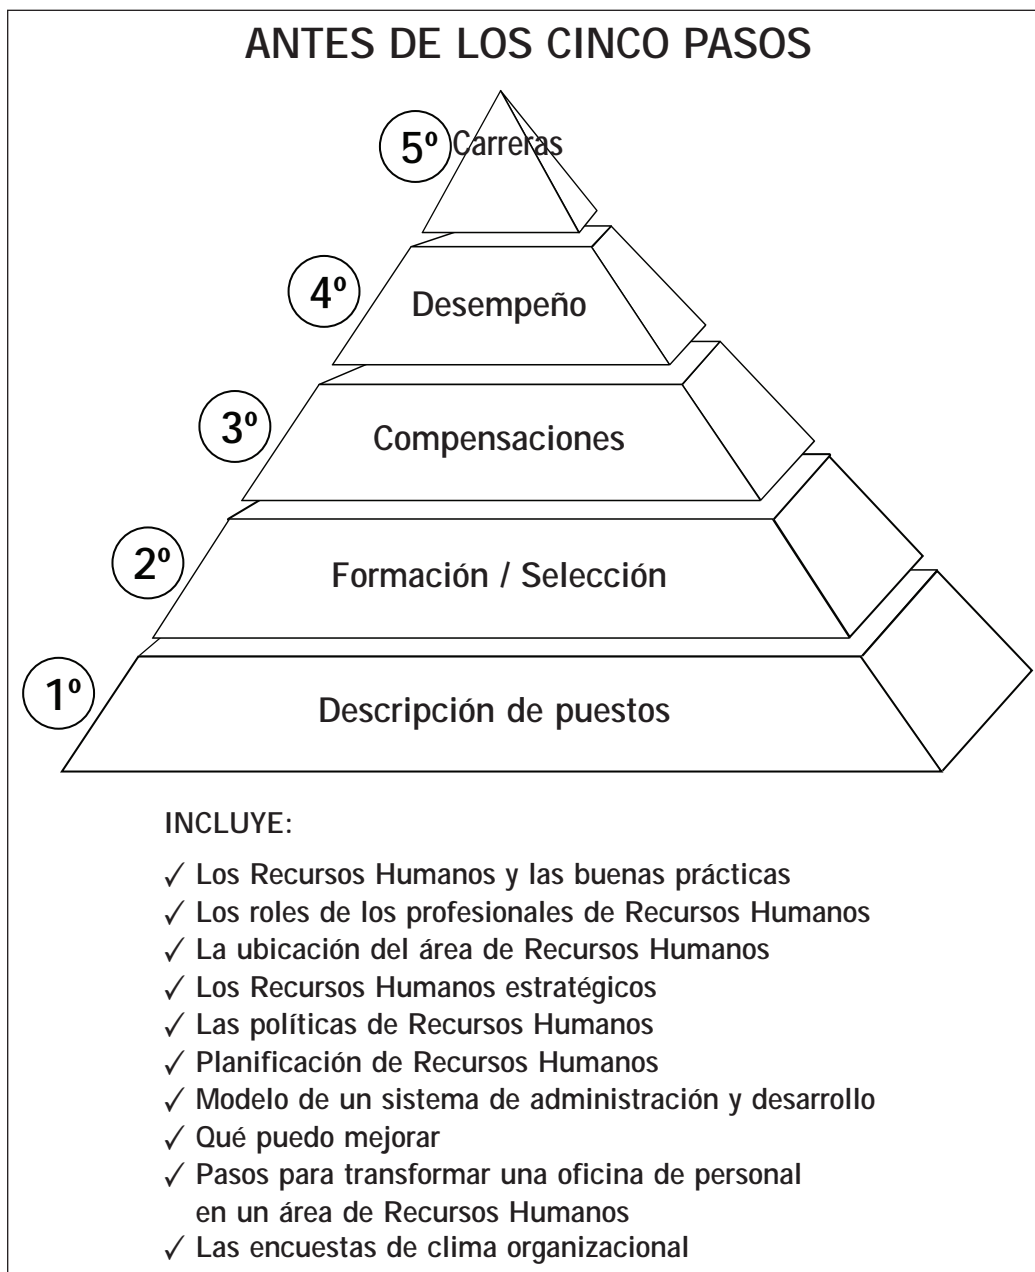 ANTES DE LOS CINCO PASOS
5º Carreras
4º Desempeño
3º Compensaciones
2º Formación / Selección
1º Descripción de puestos
INCLUYE:
✓ Los Recursos Humanos y las buenas prácticas
✓ Los roles de los profesionales de Recursos Humanos
✓ La ubicación del área de Recursos Humanos
✓ Los Recursos Humanos estratégicos
✓ Las políticas de Recursos Humanos
✓ Planificación de Recursos Humanos
✓ Modelo de un sistema de administración y desarrollo
✓ Qué puedo mejorar
✓ Pasos para transformar una oficina de personal
en un área de Recursos Humanos
✓ Las encuestas de clima organizacional